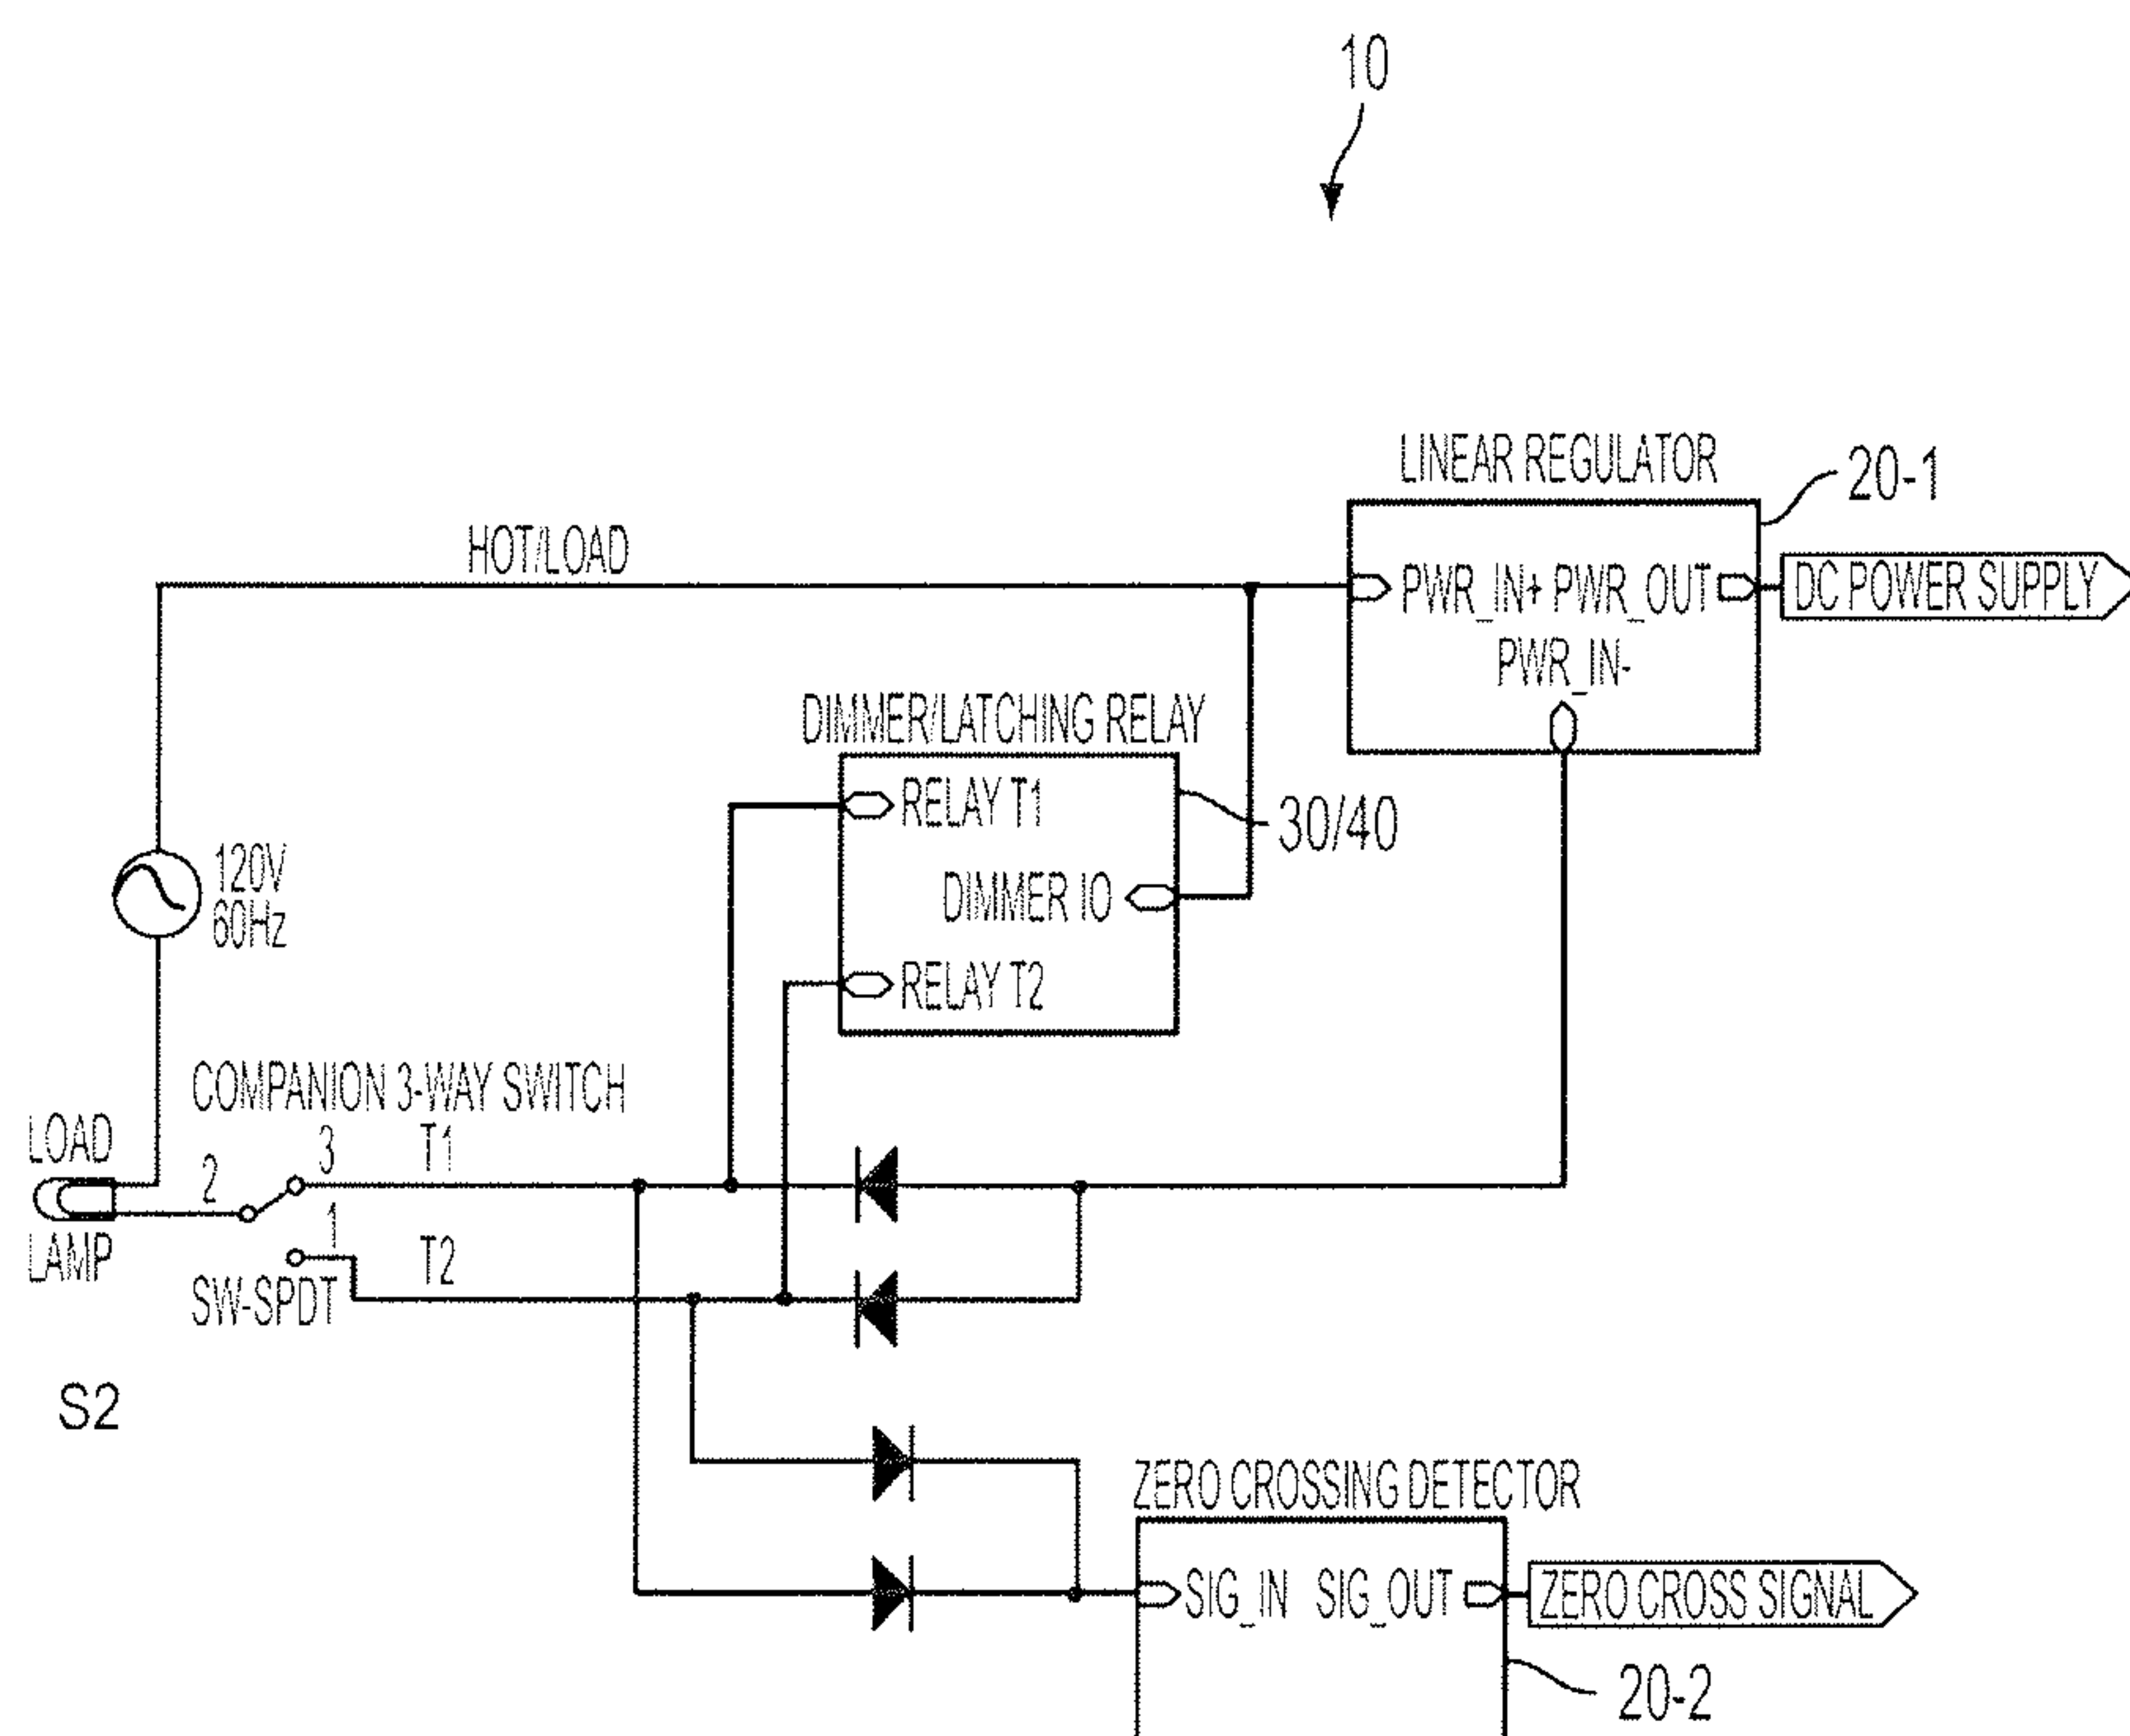 10
LINEAR REGULATOR
20-1
HOT/LOAD
PWR_IN+ PWR_OUT
DC POWER SUPPLY
PWR_IN-
DIMMER/LATCHING RELAY
RELAY T1
30/40
120V
60Hz
DIMMER IO
RELAY T2
COMPANION 3-WAY SWITCH
LOAD
2
3
T1
1
LAMP
T2
SW-SPDT
S2
ZERO CROSSING DETECTOR
SIG_IN SIG_OUT
ZERO CROSS SIGNAL
20-2